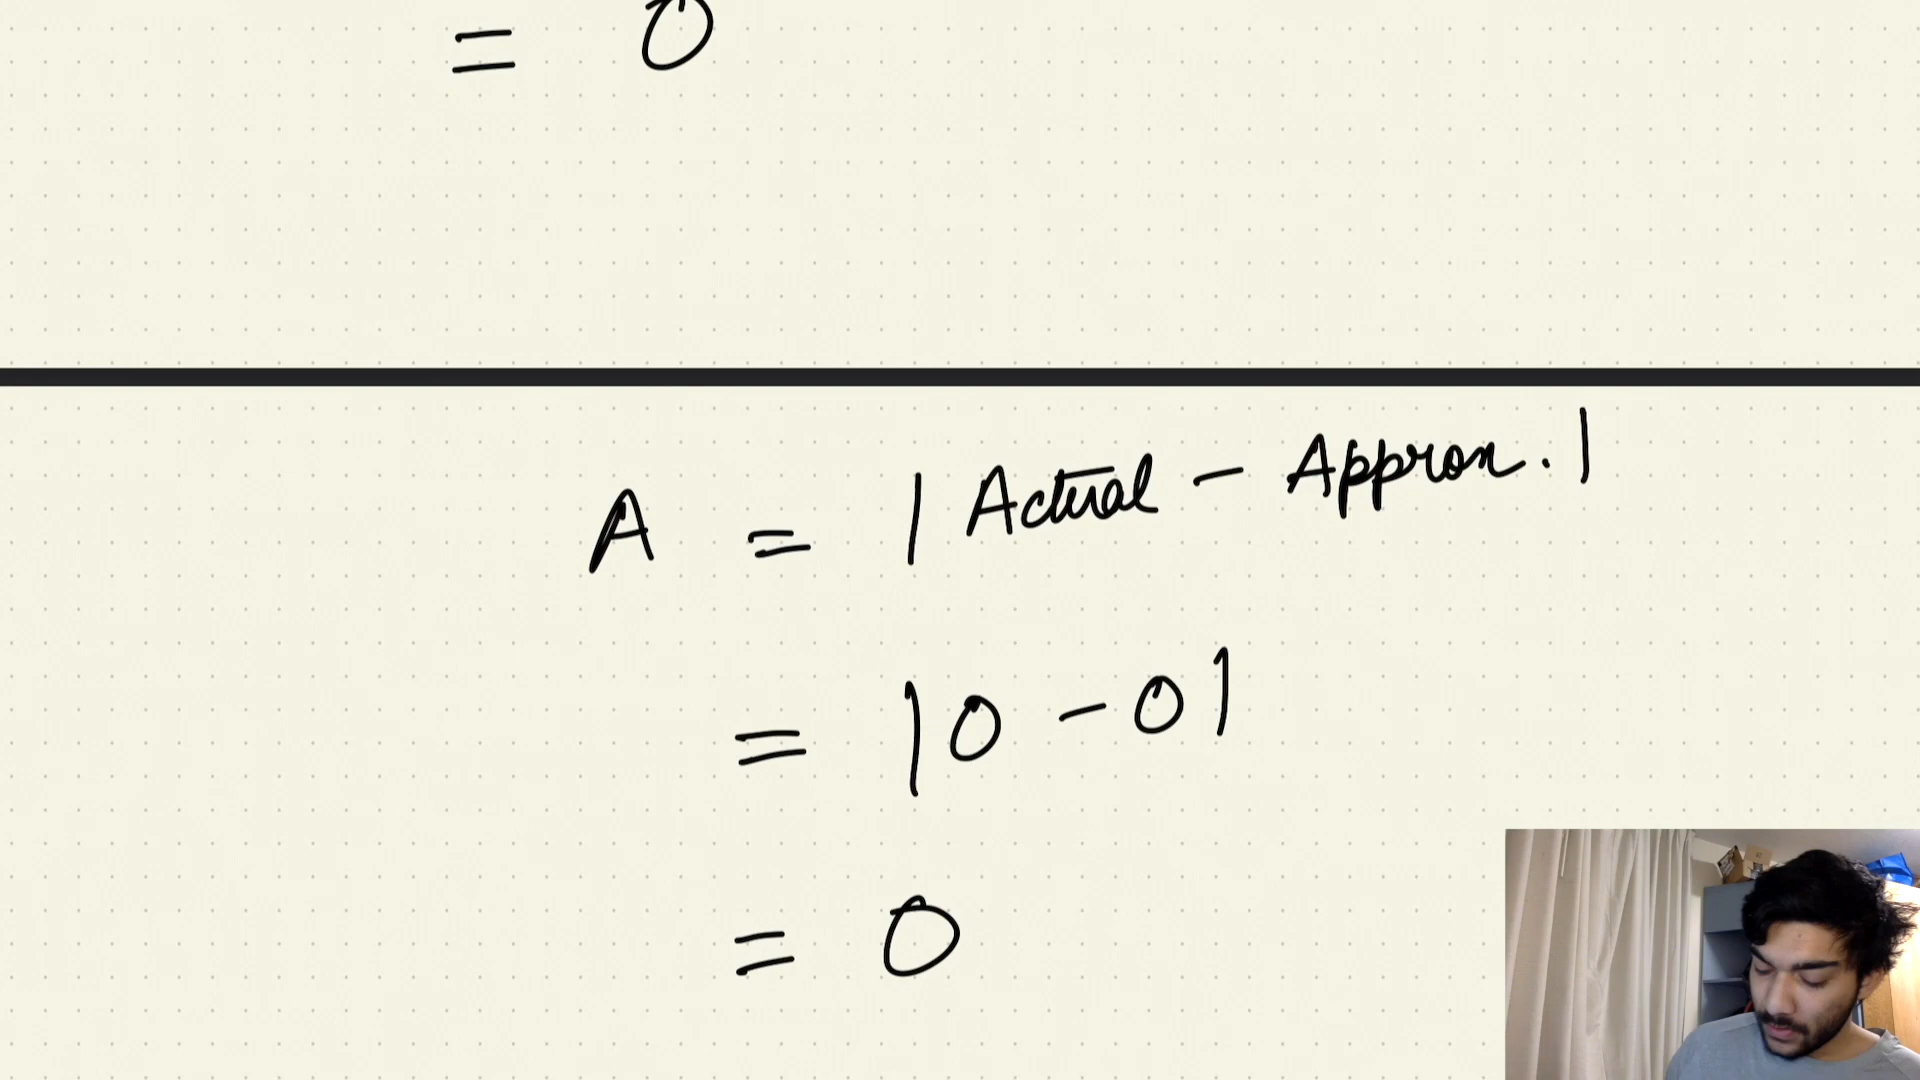 = 0
A = | Actual - Approx. |
= | 0 - 0 |
= 0